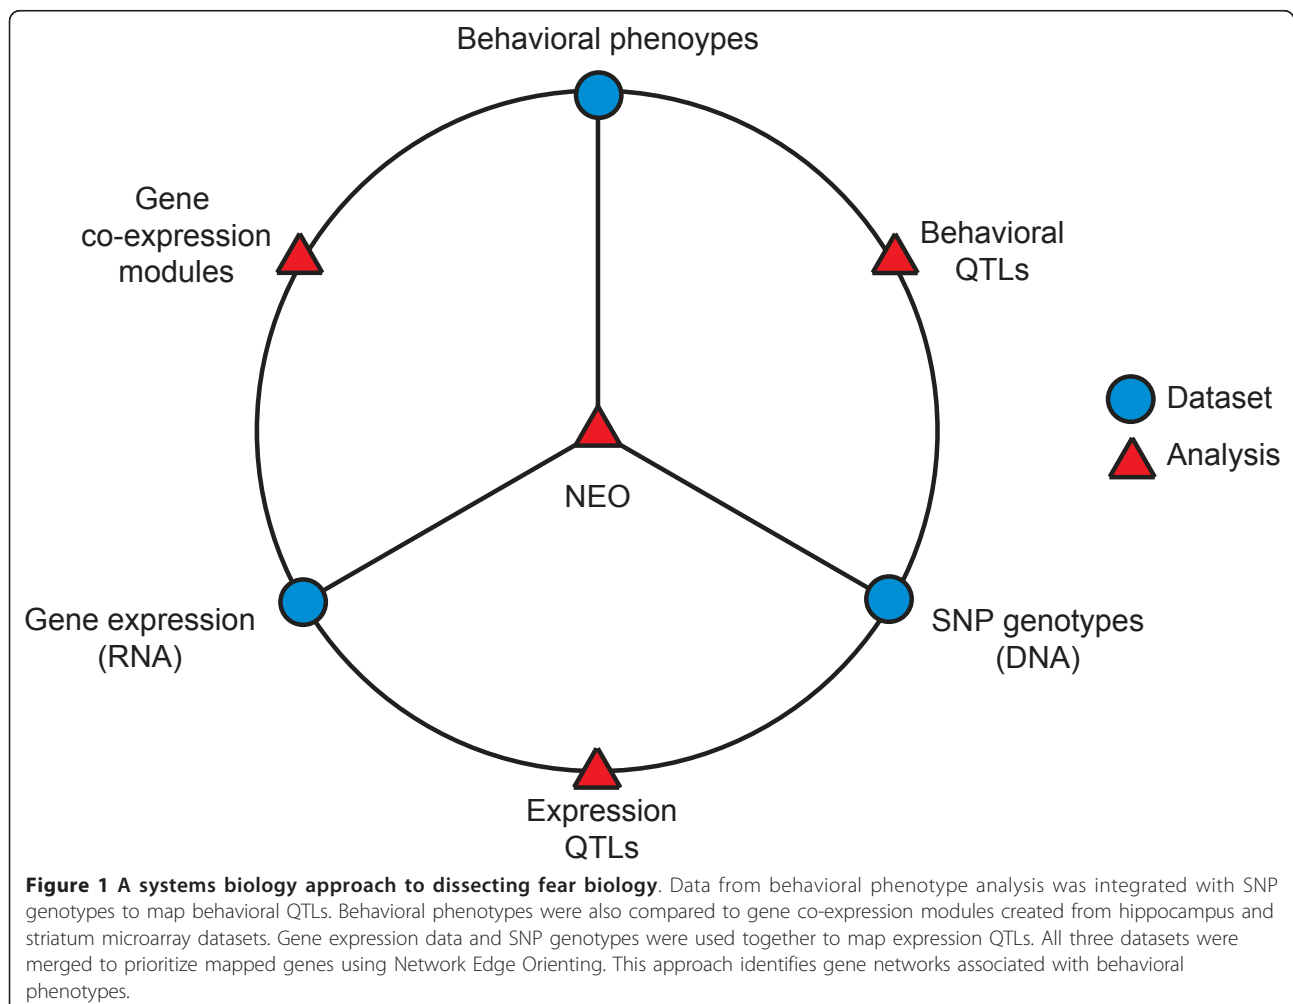 Behavioral phenoypes
Gene
co-expression
modules
Behavioral
QTLs
Dataset
Analysis
NEO
Gene expression
(RNA)
SNP genotypes
(DNA)
Expression
QTLs
Figure 1 A systems biology approach to dissecting fear biology. Data from behavioral phenotype analysis was integrated with SNP
genotypes to map behavioral QTLs. Behavioral phenotypes were also compared to gene co-expression modules created from hippocampus and
striatum microarray datasets. Gene expression data and SNP genotypes were used together to map expression QTLs. All three datasets were
merged to prioritize mapped genes using Network Edge Orienting. This approach identifies gene networks associated with behavioral
phenotypes.